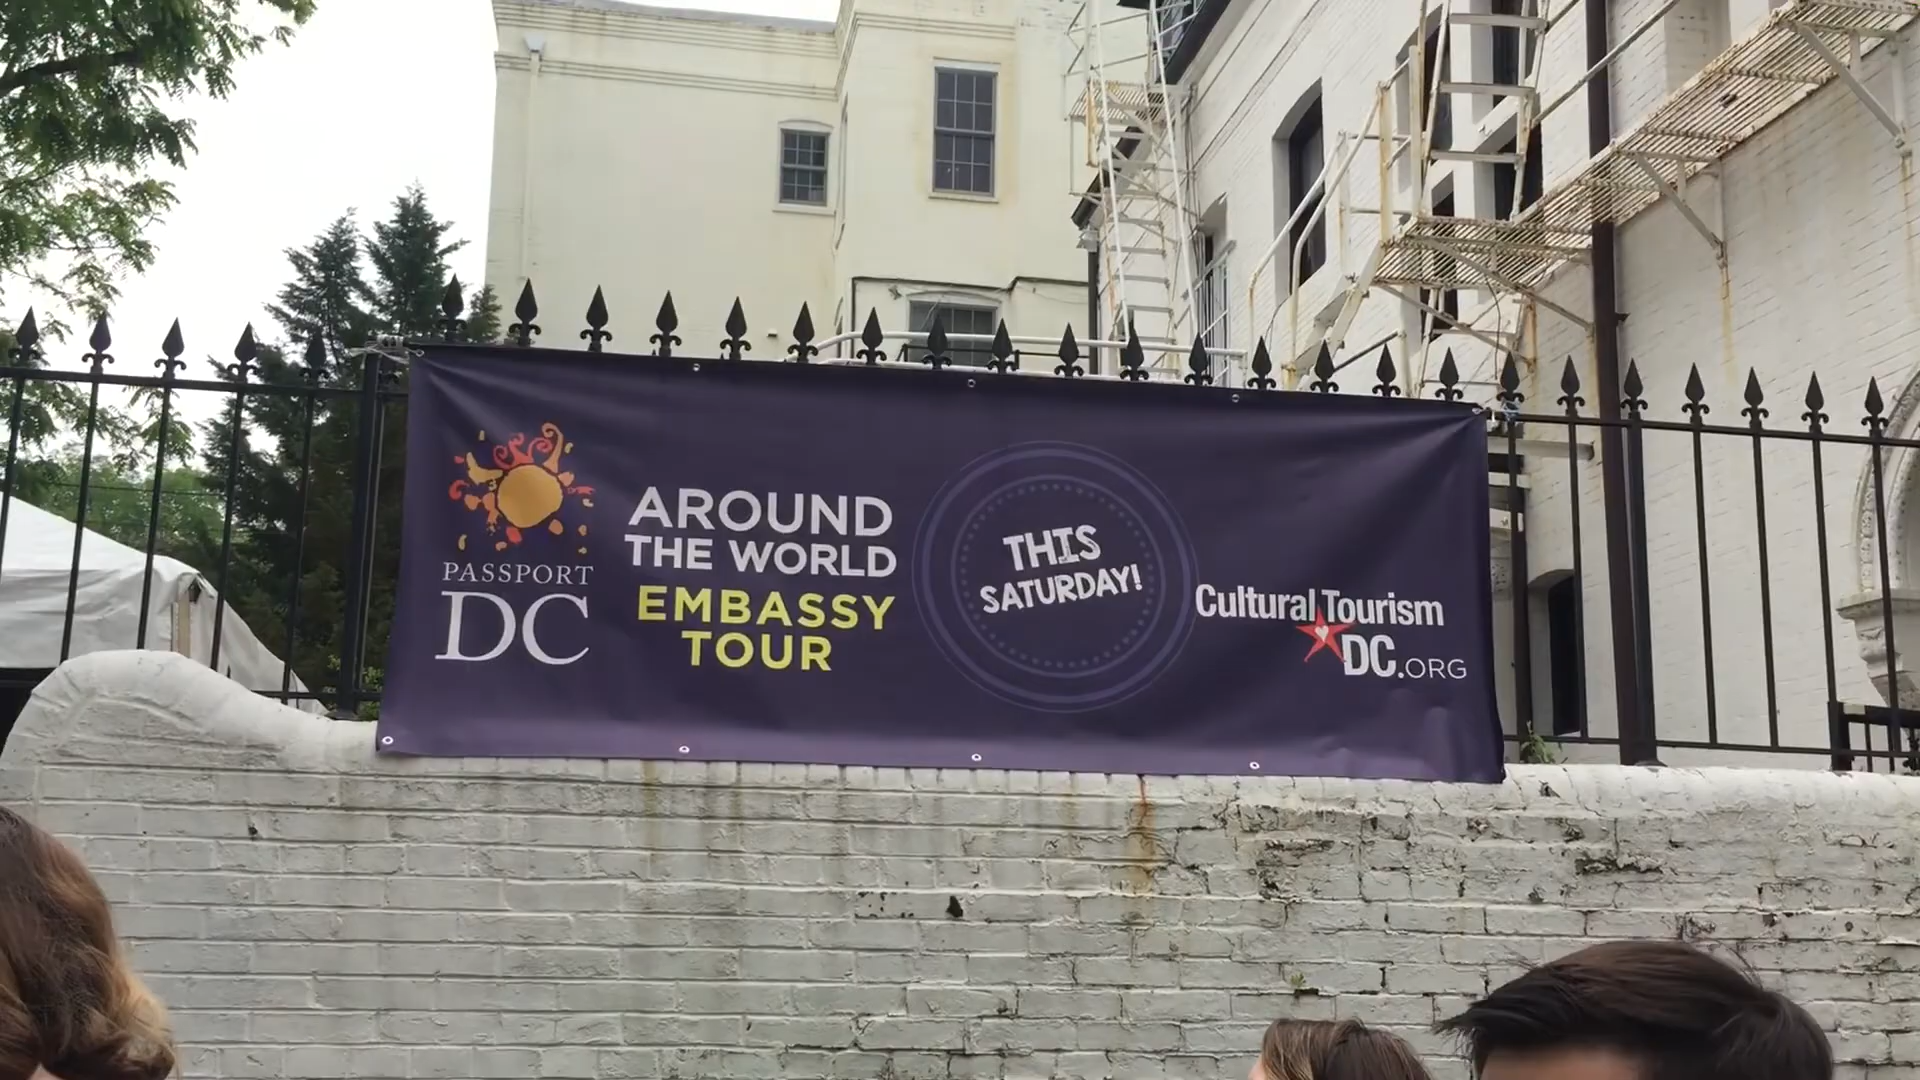 PASSPORT
DC
AROUND
THE WORLD
EMBASSY
TOUR
THIS
SATURDAY!
Cultural Tourism
DC.ORG